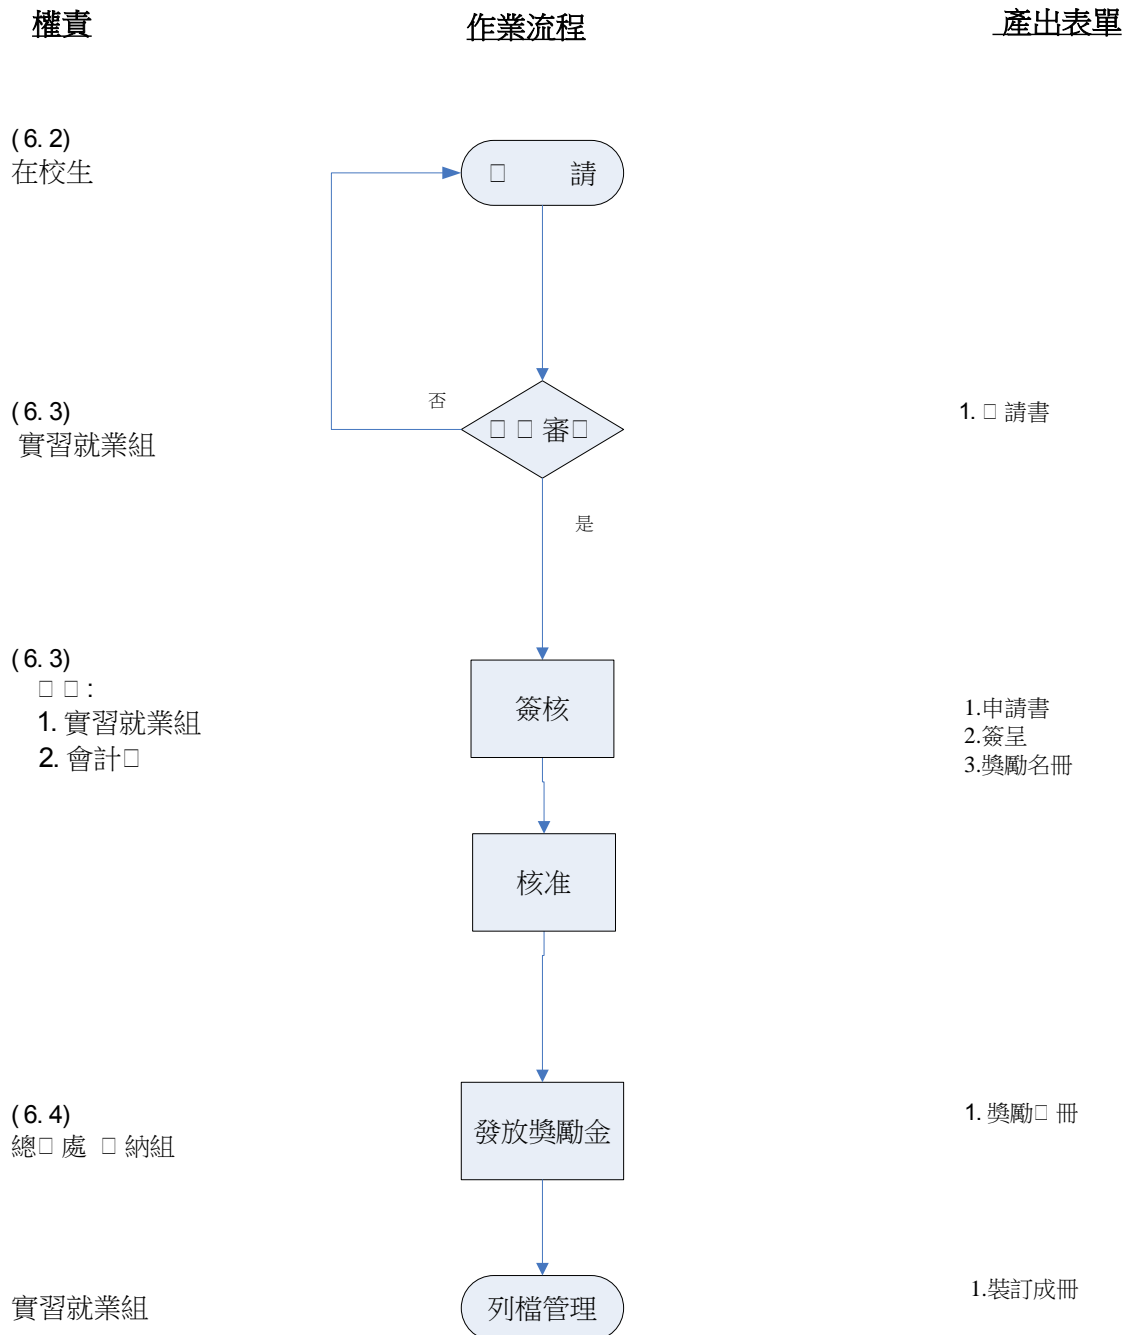 權責
作業流程
產出表單
(6.2)
在校生
□ 請
(6.3)
實習就業組
否
□□審□
1.□請書
是
(6.3)
□□:
1.實習就業組
2.會計□
簽核
1.申請書
2.簽呈
3.獎勵名冊
核准
(6.4)
總□處 □納組
發放獎勵金
1.獎勵□冊
實習就業組
列檔管理
1.裝訂成冊